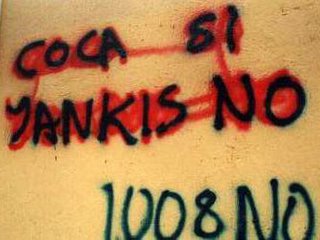 COCA SI
YANKIS NO
1008 NO